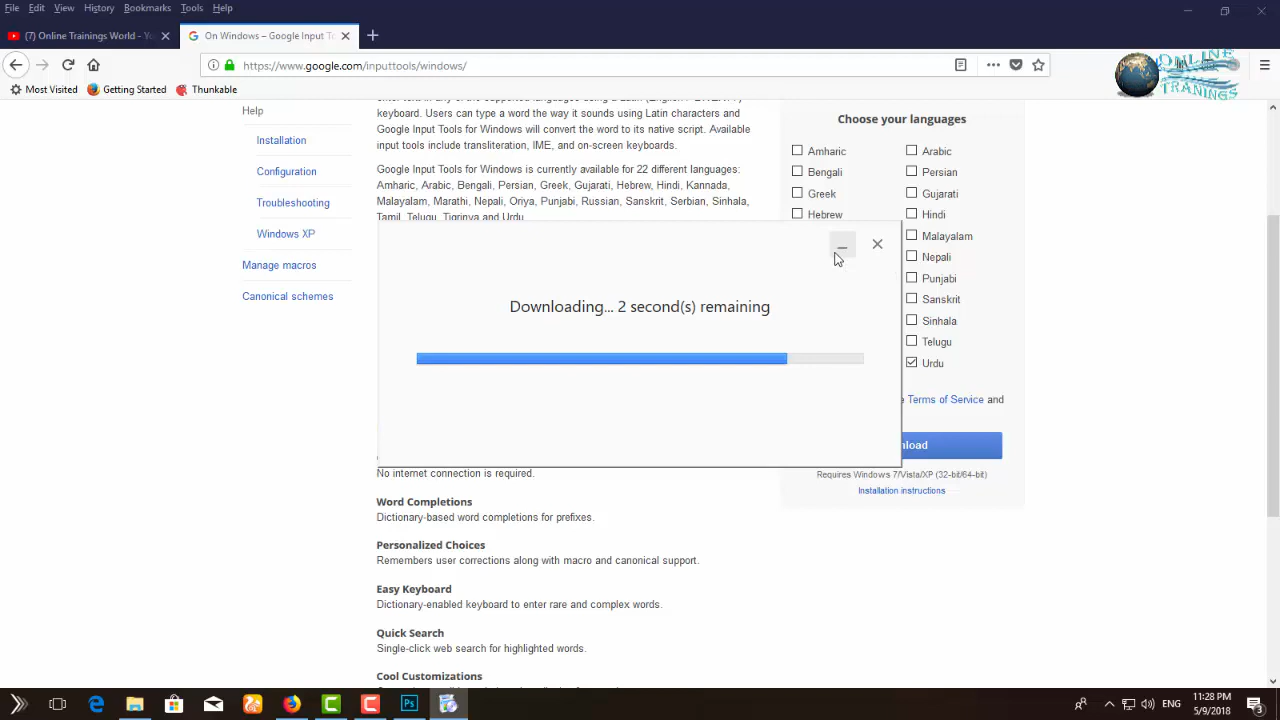 File Edit View History Bookmarks Tools Help
(7) Online Trainings World - Yo
On Windows – Google Input T
https://www.google.com/inputtools/windows/
ONLINE
TRANINGS
Most Visited Getting Started Thunkable
Help
Installation
Configuration
Troubleshooting
Windows XP
Manage macros
Canonical schemes
keyboard. Users can type a word the way it sounds using Latin characters and
Google Input Tools for Windows will convert the word to its native script. Available
input tools include transliteration, IME, and on-screen keyboards.
Google Input Tools for Windows is currently available for 22 different languages:
Amharic, Arabic, Bengali, Persian, Greek, Gujarati, Hebrew, Hindi, Kannada,
Malayalam, Marathi, Nepali, Oriya, Punjabi, Russian, Sanskrit, Serbian, Sinhala,
Tamil, Telugu, Tigrinya and Urdu
Choose your languages
Amharic Arabic
Bengali Persian
Greek Gujarati
Hebrew Hindi
Malayalam
Nepali
Punjabi
Sanskrit
Sinhala
Telugu
Urdu
Downloading... 2 second(s) remaining
Terms of Service and
nload
Requires Windows 7/Vista/XP (32-bit/64-bit)
Installation instructions
No internet connection is required.
Word Completions
Dictionary-based word completions for prefixes.
Personalized Choices
Remembers user corrections along with macro and canonical support.
Easy Keyboard
Dictionary-enabled keyboard to enter rare and complex words.
Quick Search
Single-click web search for highlighted words.
Cool Customizations
Ps
ENG
11:28 PM
5/9/2018
3